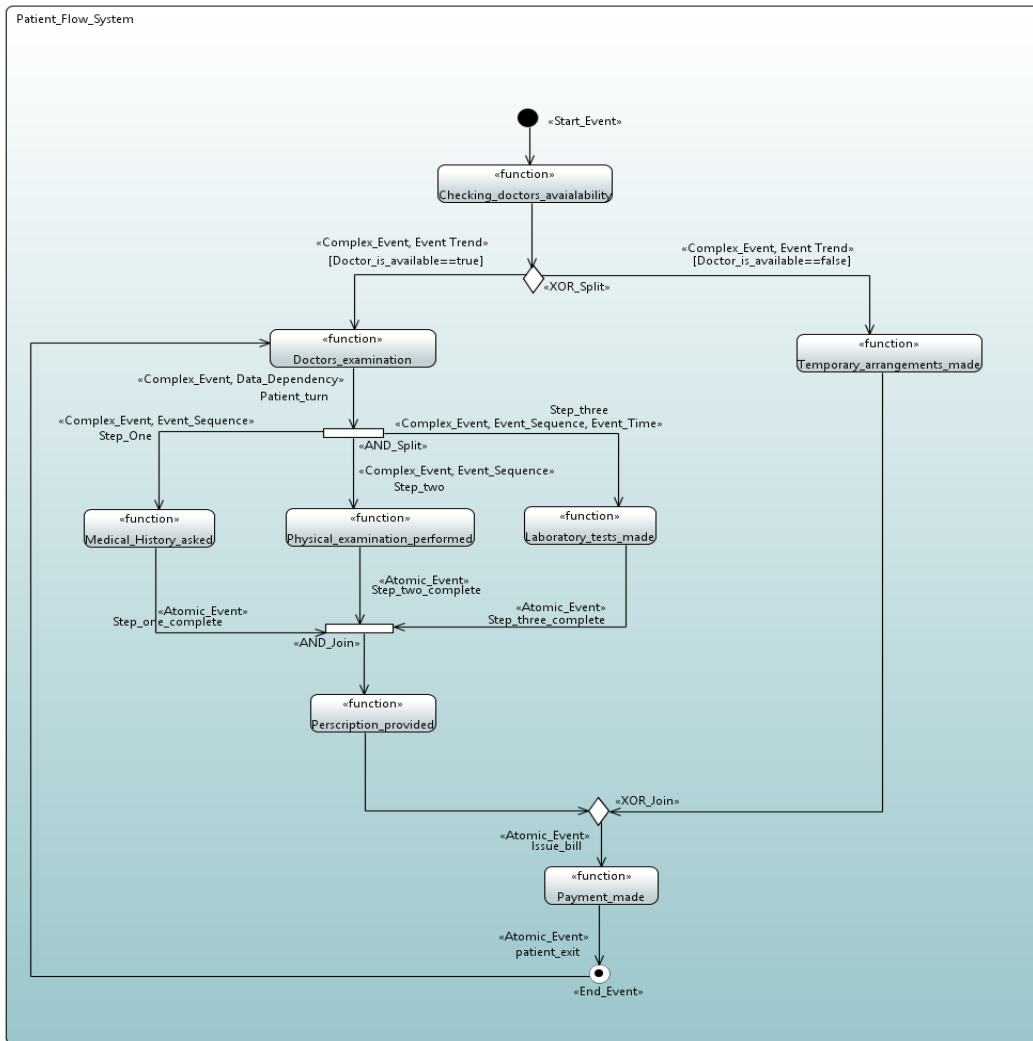 Patient_Flow_System
«Start_Event»
«function»
Checking_doctors_avaialability
«Complex_Event, Event Trend»
[Doctor_is_available==true]
«Complex_Event, Event Trend»
[Doctor_is_available==false]
«XOR_Split»
«function»
Doctors_examination
«function»
Temporary_arrangements_made
«Complex_Event, Data_Dependency»
Patient_turn
«Complex_Event, Event_Sequence»
Step_One
Step_three
«Complex_Event, Event_Sequence, Event_Time»
«AND_Split»
«Complex_Event, Event_Sequence»
Step_two
«function»
Medical_History_asked
«function»
Physical_examination_performed
«function»
Laboratory_tests_made
«Atomic_Event»
Step_one_complete
«Atomic_Event»
Step_two_complete
«Atomic_Event»
Step_three_complete
«AND_Join»
«function»
Perscription_provided
«XOR_Join»
«Atomic_Event»
Issue_bill
«function»
Payment_made
«Atomic_Event»
patient_exit
«End_Event»